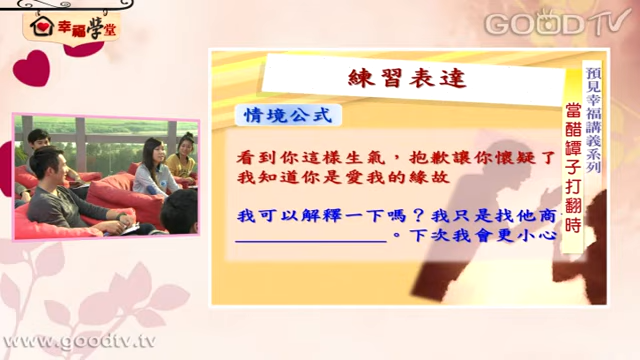 幸福學堂
GOODTV
練習表達
情境公式
看到你這樣生氣，抱歉讓你懷疑了
我知道你是愛我的緣故
我可以解釋一下嗎？我只是找他商
________________。下次我會更小心
預見幸福講義系列
當醋罈子打翻時
www.goodtv.tv